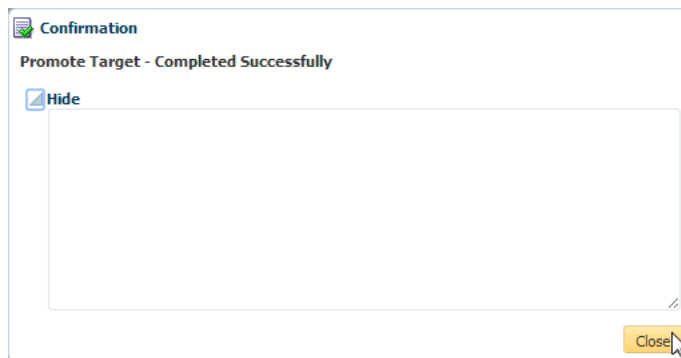 Confirmation
Promote Target - Completed Successfully
Hide
Close